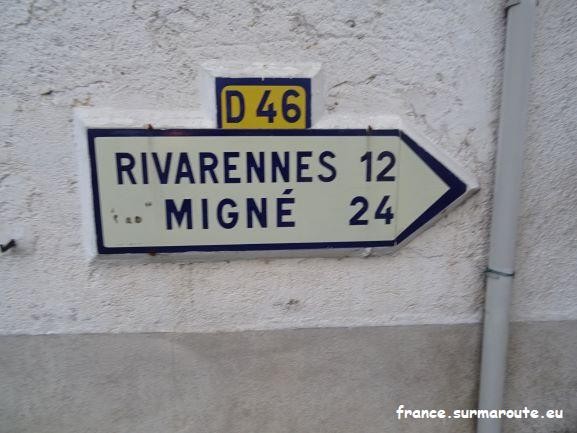 D 46
RIVARENNES 12
MIGNÉ 24
france.surmaroute.eu